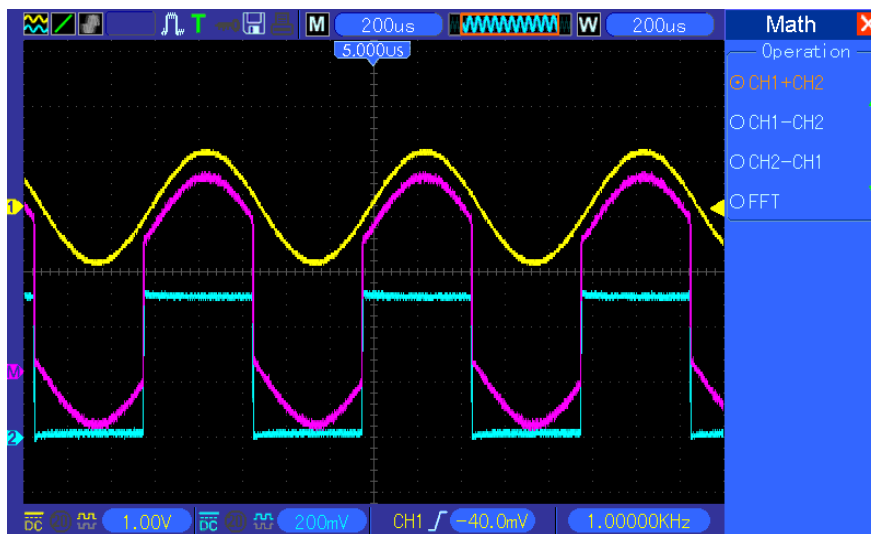 T M 200us W 200us Math X
5.000us
Operation
CH1+CH2
CH1-CH2
CH2-CH1
FFT
1
M
2
DC 1.00V DC 200mV CH1 -40.0mV 1.00000KHz